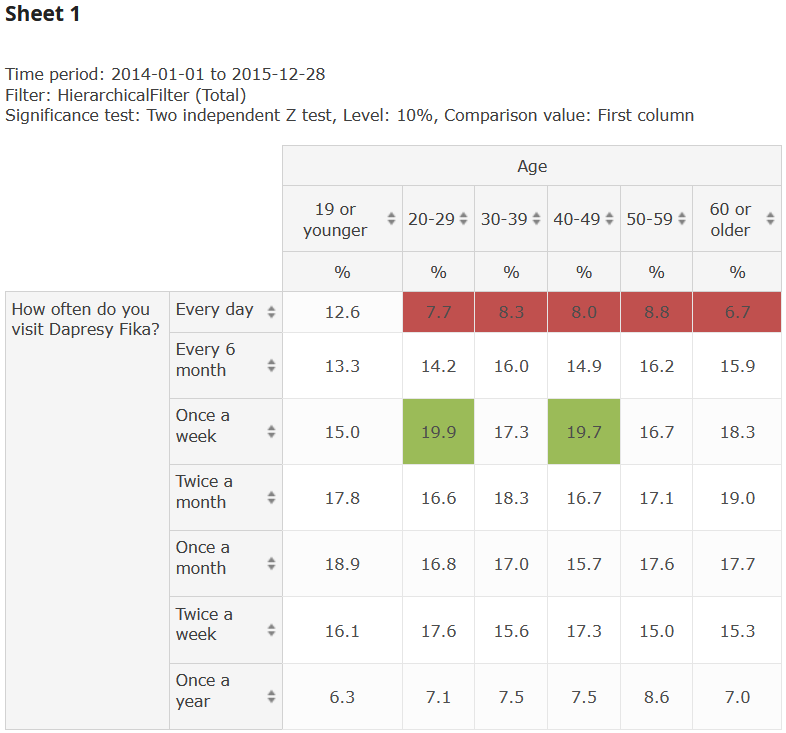 Sheet 1
Time period: 2014-01-01 to 2015-12-28
Filter: HierarchicalFilter (Total)
Significance test: Two independent Z test, Level: 10%, Comparison value: First column
Age
19 or younger 20-29 30-39 40-49 50-59 60 or older
% % % % % %
How often do you visit Dapresy Fika?
Every day 12.6 7.7 8.3 8.0 8.8 6.7
Every 6 month 13.3 14.2 16.0 14.9 16.2 15.9
Once a week 15.0 19.9 17.3 19.7 16.7 18.3
Twice a month 17.8 16.6 18.3 16.7 17.1 19.0
Once a month 18.9 16.8 17.0 15.7 17.6 17.7
Twice a week 16.1 17.6 15.6 17.3 15.0 15.3
Once a year 6.3 7.1 7.5 7.5 8.6 7.0